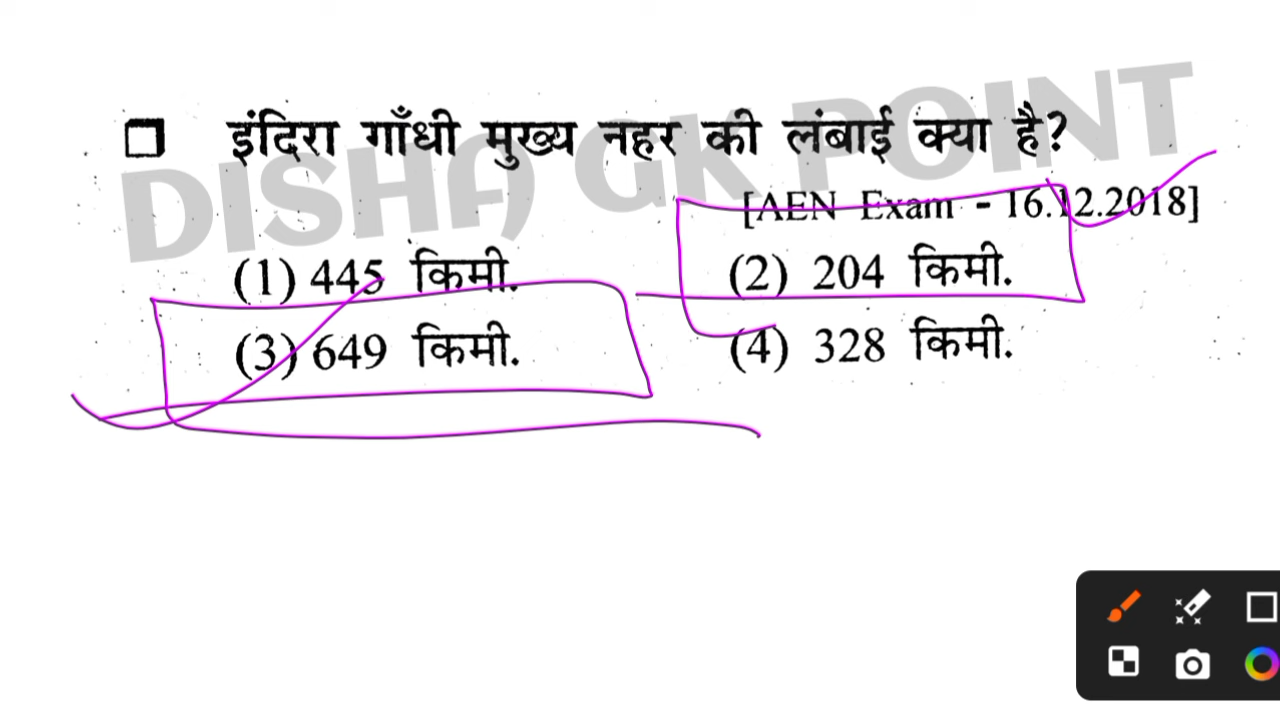 DISHA GK POINT
□ इंदिरा गाँधी मुख्य नहर की लंबाई क्या है?
[AEN Exam - 16.12.2018]
(1) 445 किमी. (2) 204 किमी.
(3) 649 किमी. (4) 328 किमी.